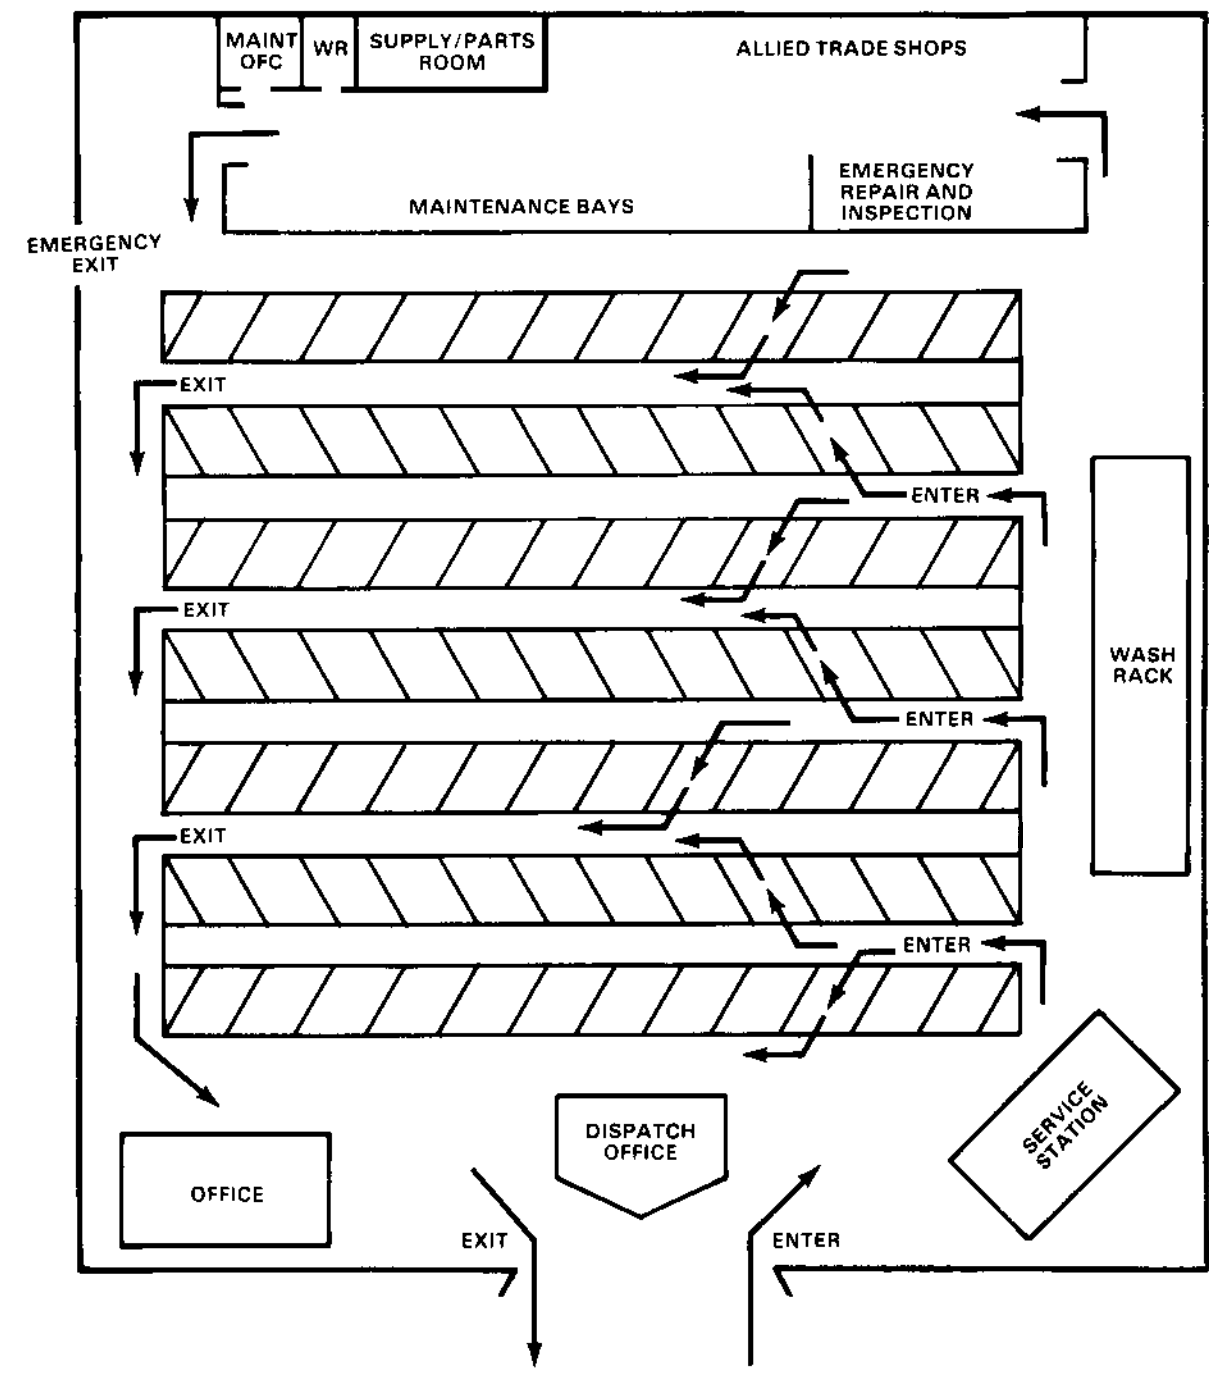 MAINT
OFC
WR
SUPPLY/PARTS
ROOM
ALLIED TRADE SHOPS
MAINTENANCE BAYS
EMERGENCY
REPAIR AND
INSPECTION
EMERGENCY
EXIT
EXIT
ENTER
EXIT
ENTER
WASH
RACK
EXIT
ENTER
SERVICE
STATION
DISPATCH
OFFICE
OFFICE
EXIT
ENTER